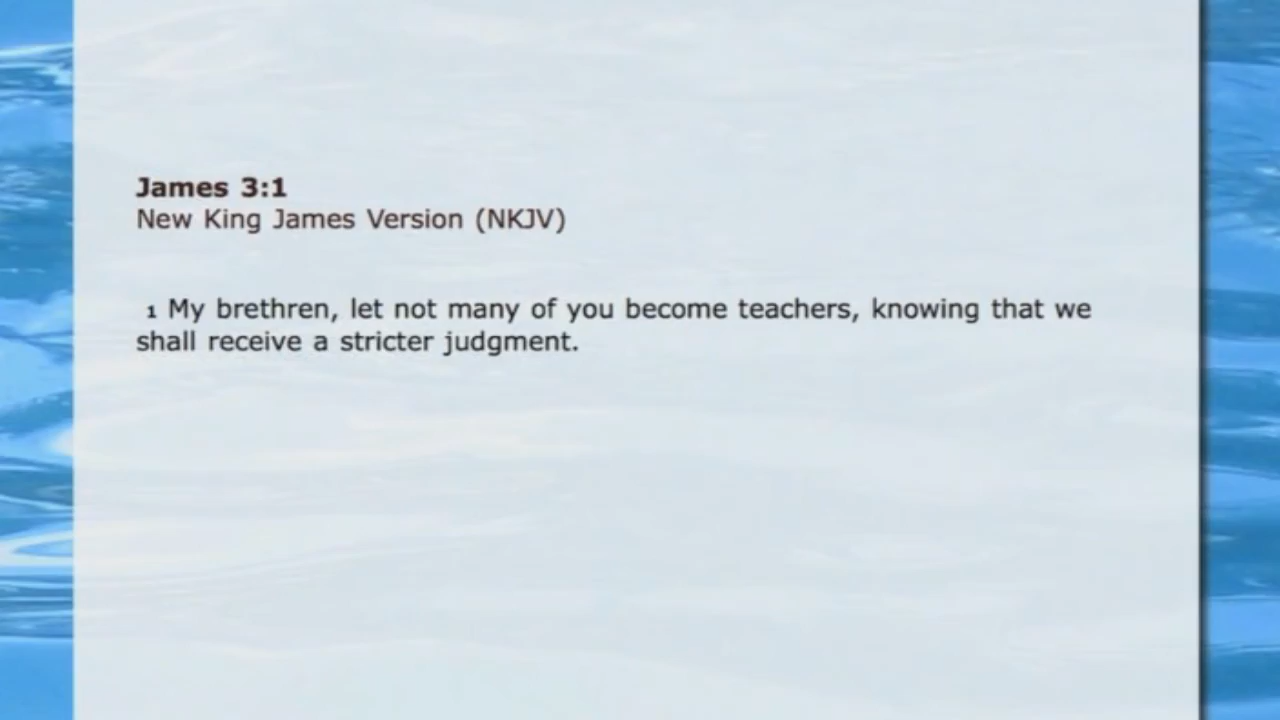 James 3:1
New King James Version (NKJV)
1 My brethren, let not many of you become teachers, knowing that we
shall receive a stricter judgment.